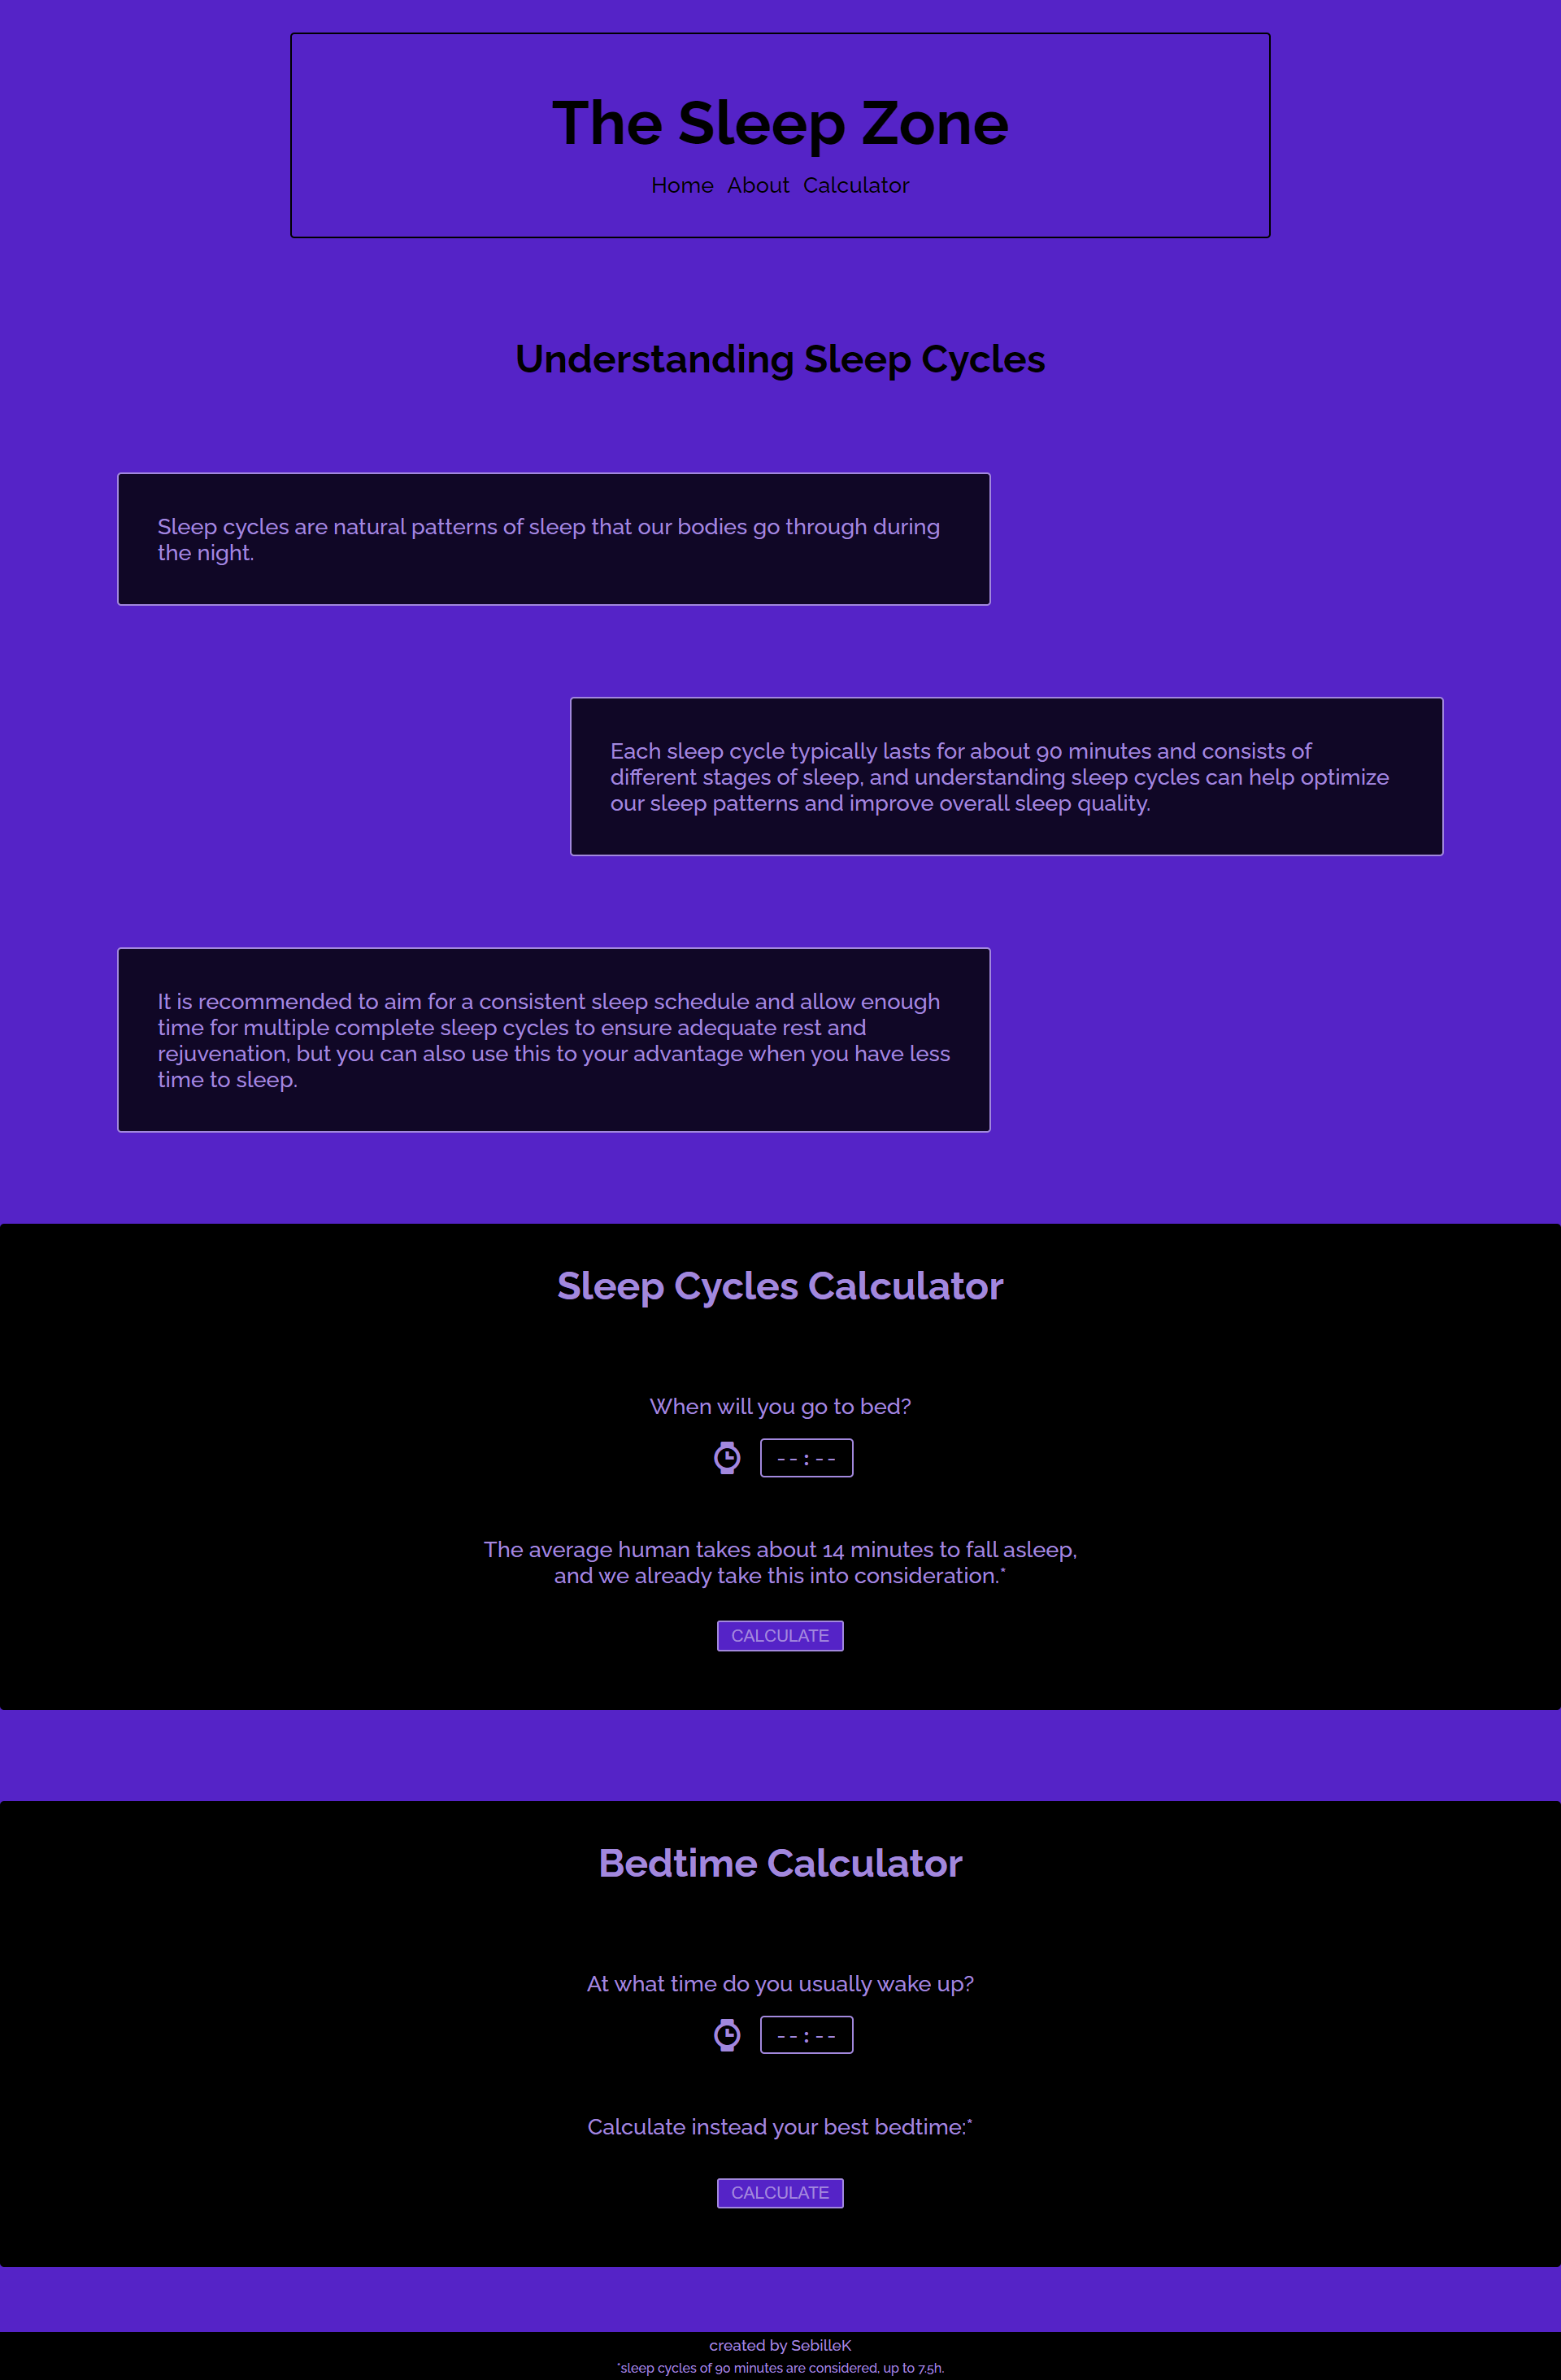 The Sleep Zone
Home About Calculator
Understanding Sleep Cycles
Sleep cycles are natural patterns of sleep that our bodies go through during
the night.
Each sleep cycle typically lasts for about 90 minutes and consists of
different stages of sleep, and understanding sleep cycles can help optimize
our sleep patterns and improve overall sleep quality.
It is recommended to aim for a consistent sleep schedule and allow enough
time for multiple complete sleep cycles to ensure adequate rest and
rejuvenation, but you can also use this to your advantage when you have less
time to sleep.
Sleep Cycles Calculator
When will you go to bed?
--:--
The average human takes about 14 minutes to fall asleep,
and we already take this into consideration.*
CALCULATE
Bedtime Calculator
At what time do you usually wake up?
--:--
Calculate instead your best bedtime:*
CALCULATE
created by SebilleK
*sleep cycles of 90 minutes are considered, up to 7,5h.